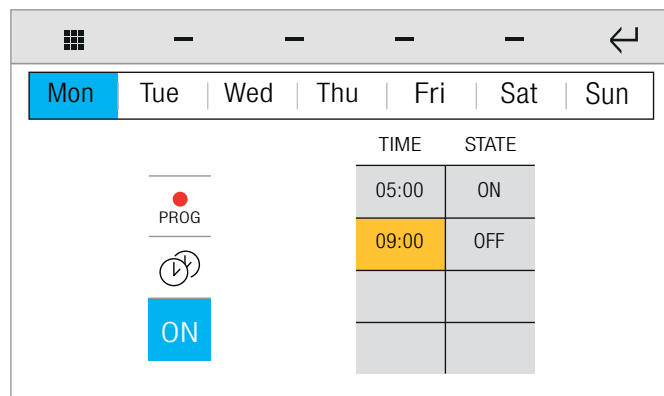 Mon Tue Wed Thu Fri Sat Sun
TIME STATE
05:00 ON
PROG
09:00 OFF
ON